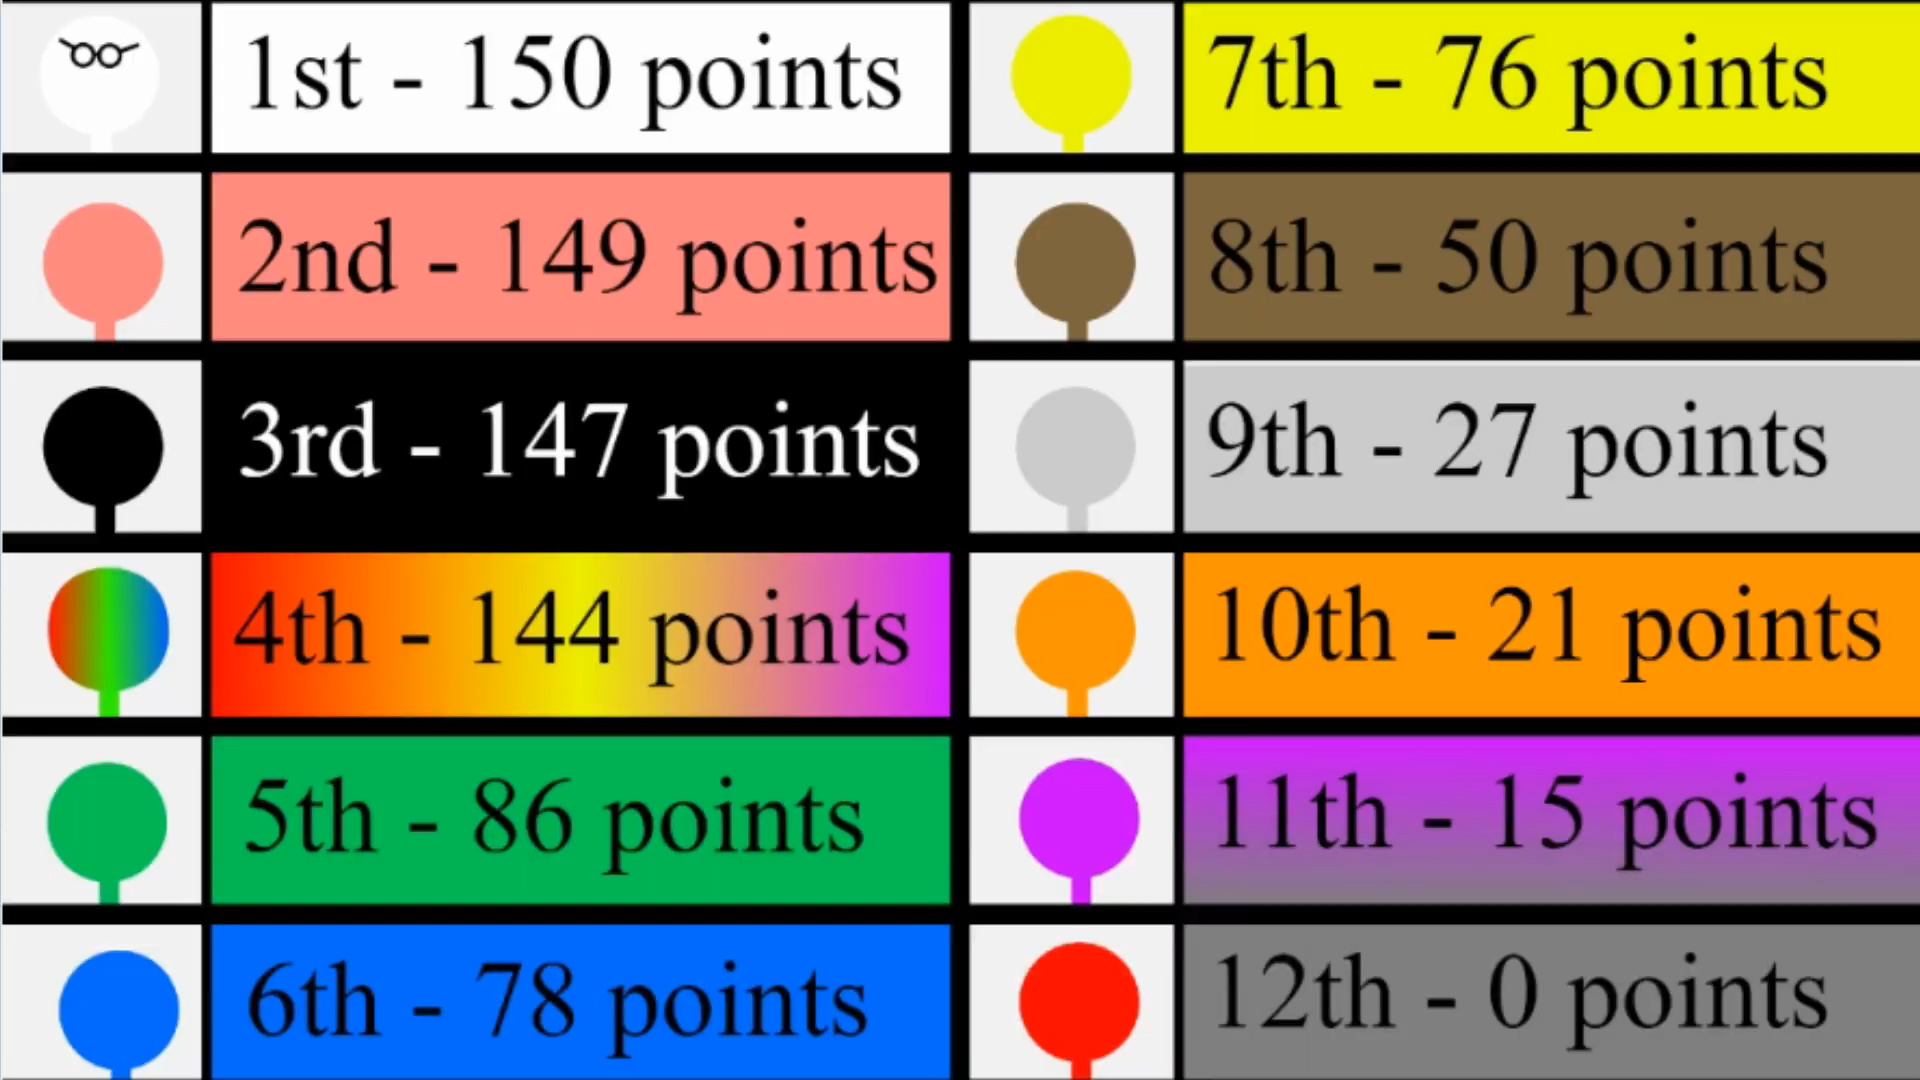 1st - 150 points
2nd - 149 points
3rd - 147 points
4th - 144 points
5th - 86 points
6th - 78 points
7th - 76 points
8th - 50 points
9th - 27 points
10th - 21 points
11th - 15 points
12th - 0 points